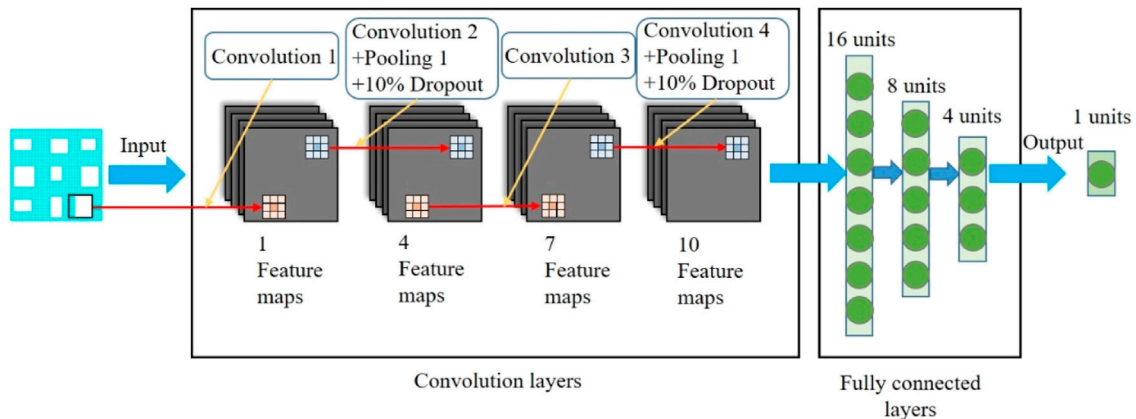 Input
Convolution 1
Convolution 2
+Pooling 1
+10% Dropout
Convolution 3
Convolution 4
+Pooling 1
+10% Dropout
1
Feature
maps
4
Feature
maps
7
Feature
maps
10
Feature
maps
Convolution layers
16 units
8 units
4 units
Fully connected
layers
Output
1 units